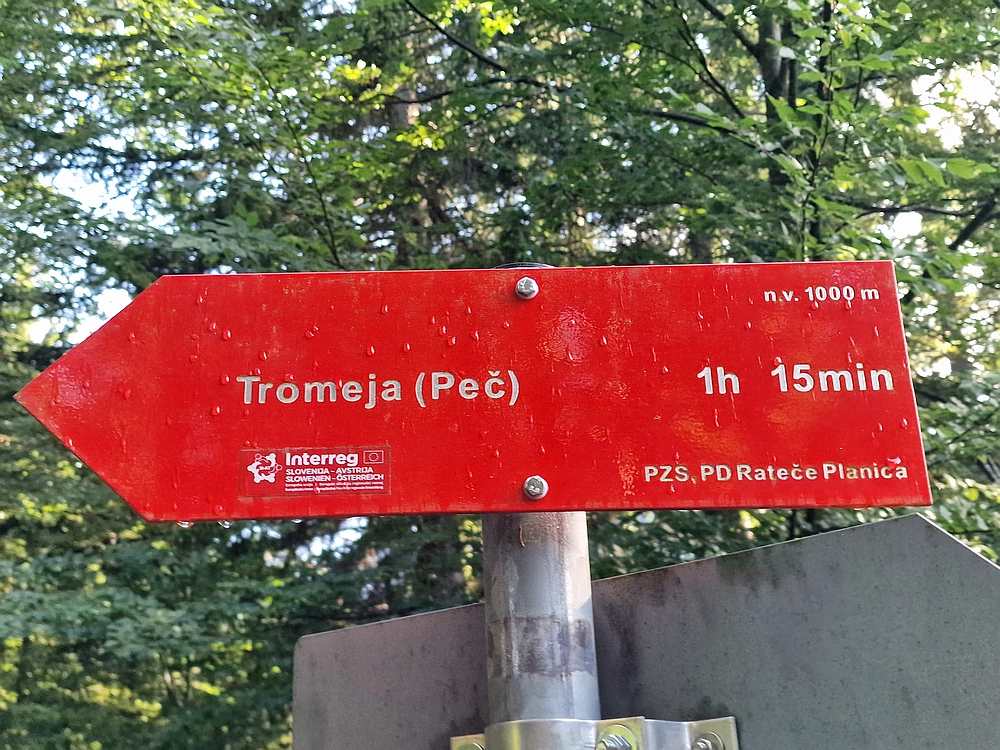 n.v. 1000 m
Tromeja (Peč) 1h 15min
Interreg
SLOVENIJA – AVSTRIJA
SLOWENIEN – ÖSTERREICH
PZS, PD Rateče Planica